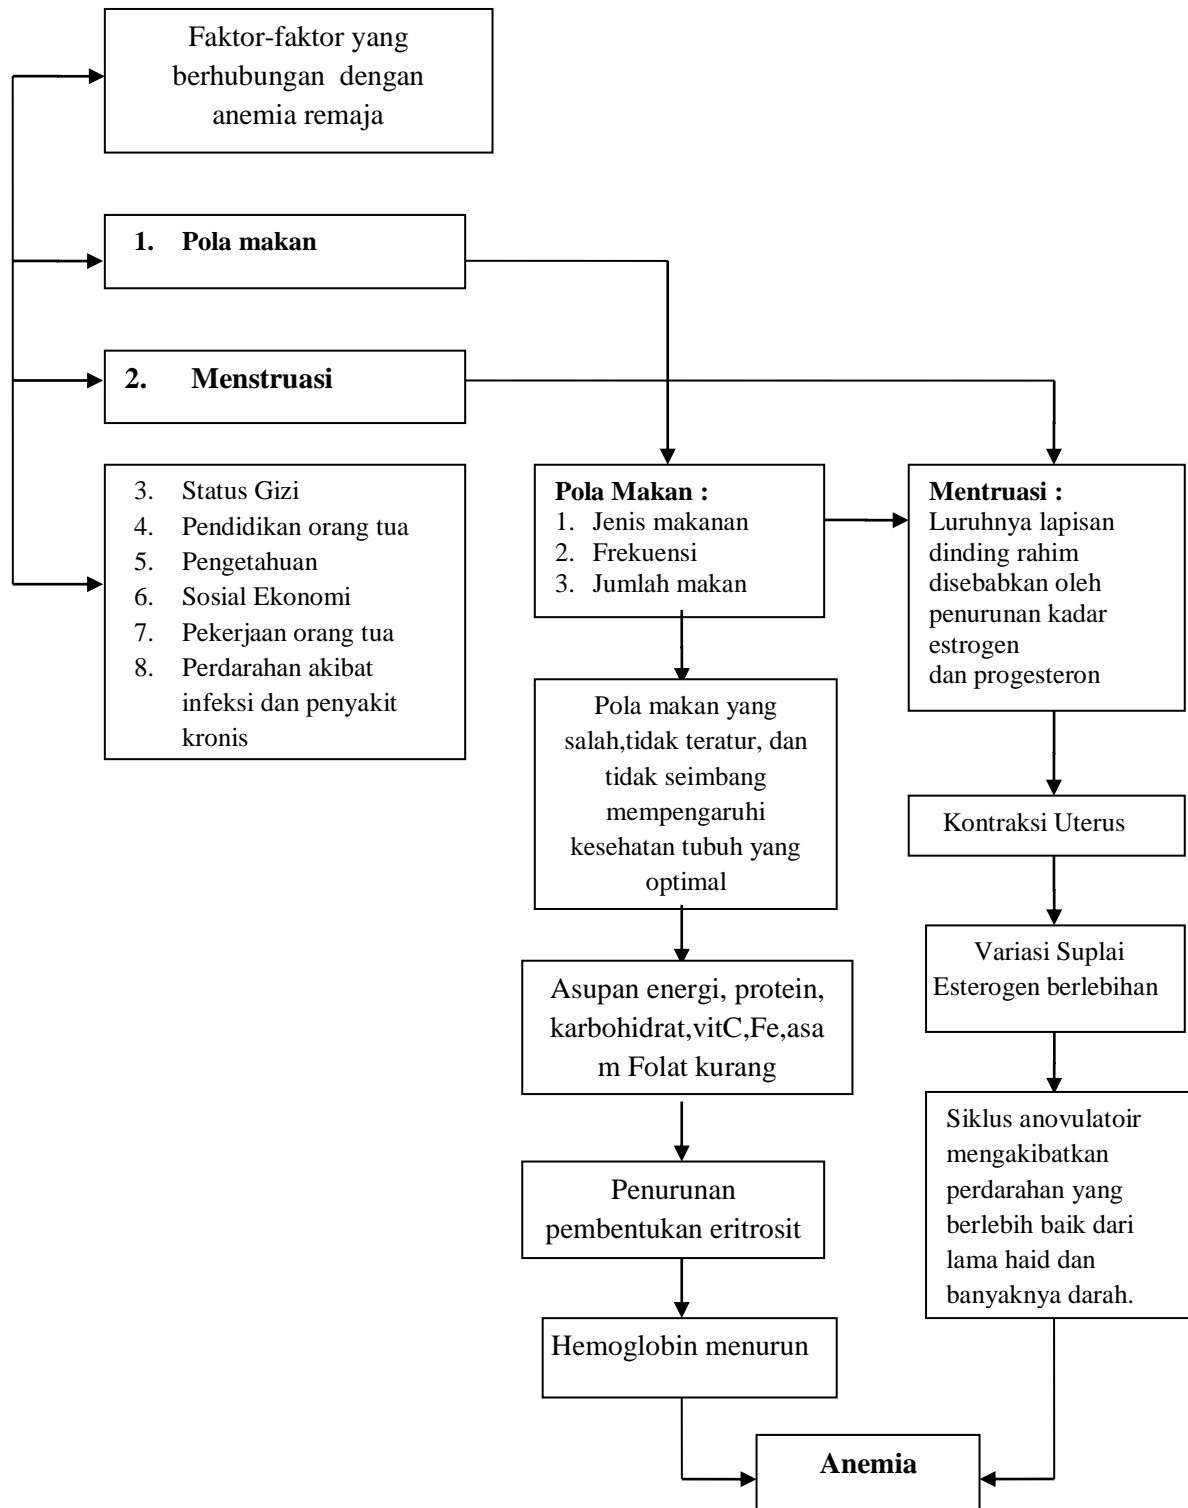 Faktor-faktor yang
berhubungan dengan
anemia remaja
1. Pola makan
2. Menstruasi
3. Status Gizi
4. Pendidikan orang tua
5. Pengetahuan
6. Sosial Ekonomi
7. Pekerjaan orang tua
8. Perdarahan akibat
infeksi dan penyakit
kronis
Pola Makan :
1. Jenis makanan
2. Frekuensi
3. Jumlah makan
Mentruasi :
Luruhnya lapisan
dinding rahim
disebabkan oleh
penurunan kadar
estrogen
dan progesteron
Pola makan yang
salah,tidak teratur, dan
tidak seimbang
mempengaruhi
kesehatan tubuh yang
optimal
Kontraksi Uterus
Variasi Suplai
Esterogen berlebihan
Asupan energi, protein,
karbohidrat,vitC,Fe,asa
m Folat kurang
Siklus anovulatoir
mengakibatkan
perdarahan yang
berlebih baik dari
lama haid dan
banyaknya darah.
Penurunan
pembentukan eritrosit
Hemoglobin menurun
Anemia